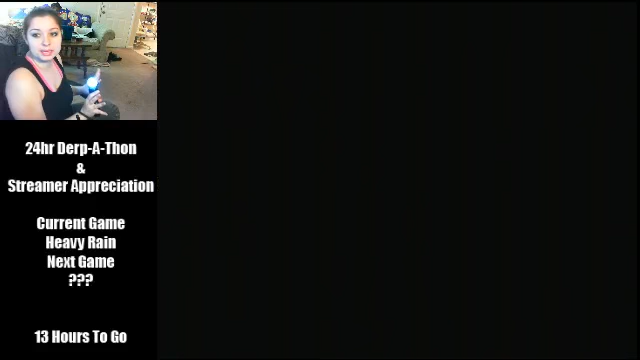 24hr Derp-A-Thon
&
Streamer Appreciation
Current Game
Heavy Rain
Next Game
???
13 Hours To Go